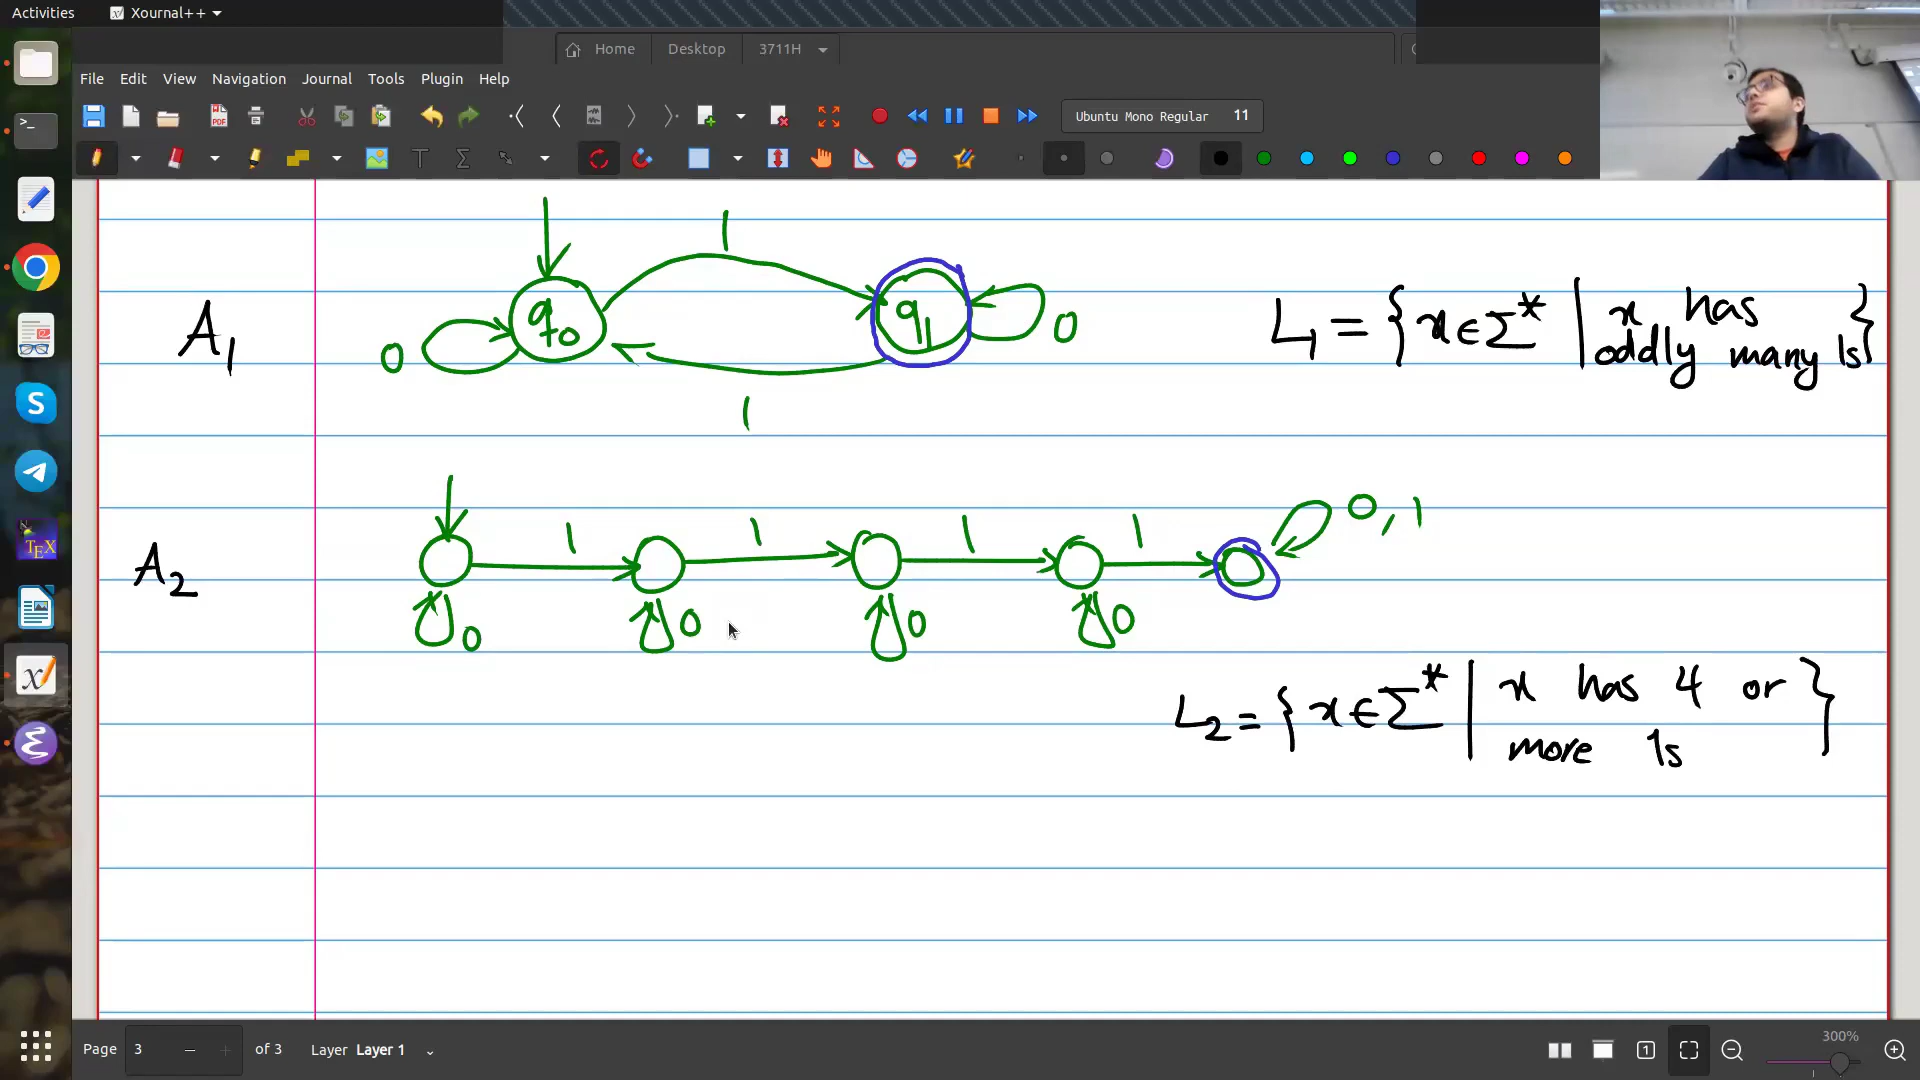 Activities
Xournal++
Home
Desktop
3711H
File Edit View Navigation Journal Tools Plugin Help
Ubuntu Mono Regular 11
1
A₁
q₀
q₁
0
0
1
L₁ = { x ∈ Σ* | x has oddly many 1s }
A₂
1 1 1 1 0, 1
0 0 0 0
L₂ = { x ∈ Σ* | x has 4 or more 1s }
Page 3 of 3 Layer Layer 1
300%